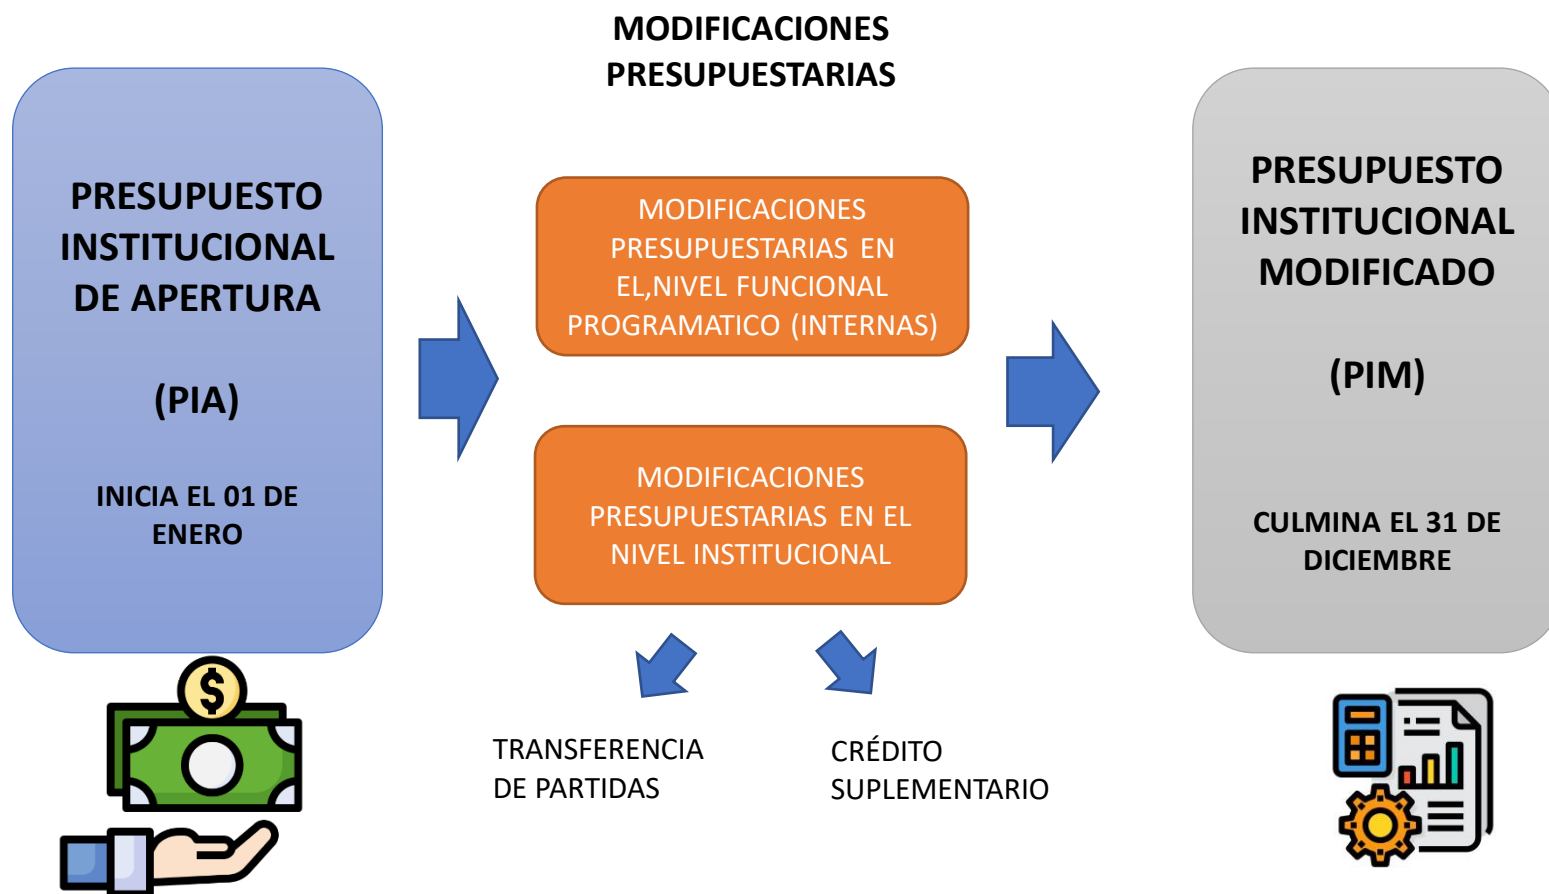 MODIFICACIONES
PRESUPUESTARIAS
PRESUPUESTO
INSTITUCIONAL
DE APERTURA
(PIA)
INICIA EL 01 DE
ENERO
MODIFICACIONES
PRESUPUESTARIAS EN
EL,NIVEL FUNCIONAL
PROGRAMATICO (INTERNAS)
MODIFICACIONES
PRESUPUESTARIAS EN EL
NIVEL INSTITUCIONAL
TRANSFERENCIA
DE PARTIDAS
CRÉDITO
SUPLEMENTARIO
PRESUPUESTO
INSTITUCIONAL
MODIFICADO
(PIM)
CULMINA EL 31 DE
DICIEMBRE
$